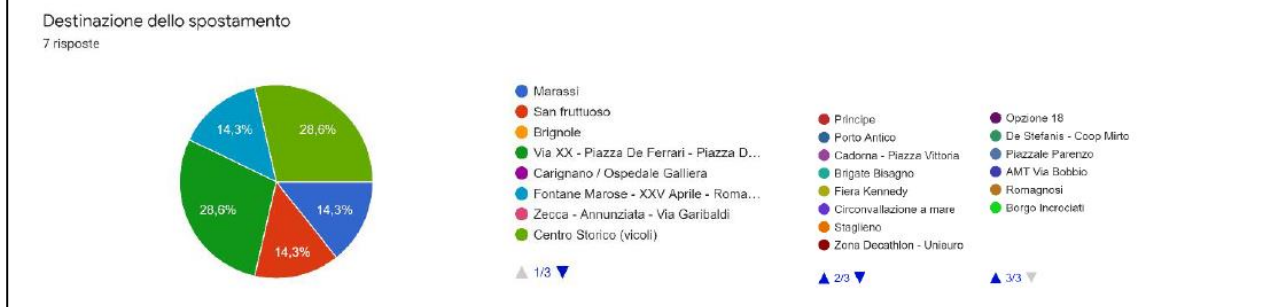 Destinazione dello spostamento
7 risposte
14,3%
28,6%
28,6%
14,3%
14,3%
Marassi
San fruttuoso
Brignole
Via XX - Piazza De Ferrari - Piazza D...
Carignano / Ospedale Galliera
Fontane Marose - XXV Aprile - Roma...
Zecca - Annunziata - Via Garibaldi
Centro Storico (vicoli)
1/3
Principe
Porto Antico
Cadorna - Piazza Vittoria
Brigate Bisagno
Fiera Kennedy
Circonvallazione a mare
Staglieno
Zona Decathlon - Unieuro
2/3
Opzione 18
De Stefanis - Coop Mirto
Piazzale Parenzo
AMT Via Bobbio
Romagnosi
Borgo Incrociati
3/3